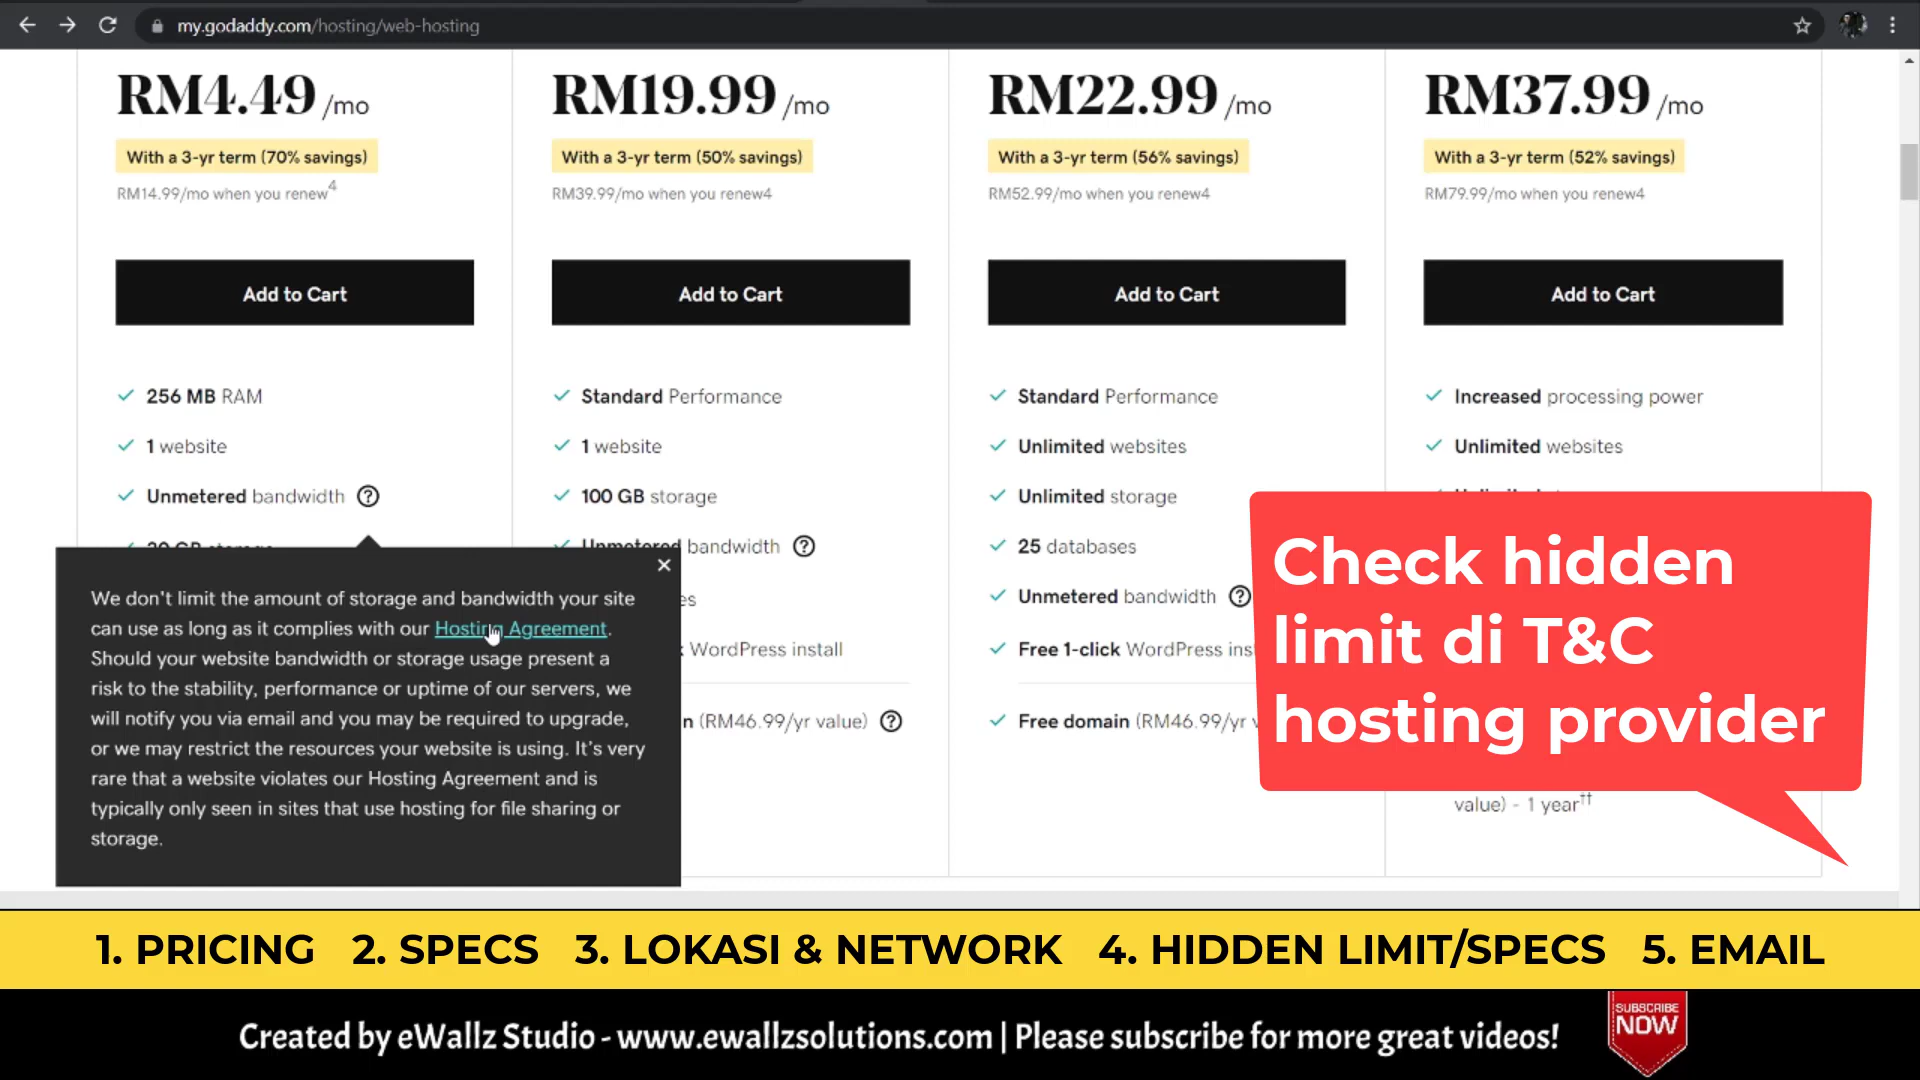 my.godaddy.com/hosting/web-hosting
RM4.49 /mo
With a 3-yr term (70% savings)
RM14.99/mo when you renew4
Add to Cart
256 MB RAM
1 website
Unmetered bandwidth ?
20 GB storage
We don't limit the amount of storage and bandwidth your site
can use as long as it complies with our Hosting Agreement.
Should your website bandwidth or storage usage present a
risk to the stability, performance or uptime of our servers, we
will notify you via email and you may be required to upgrade,
or we may restrict the resources your website is using. It's very
rare that a website violates our Hosting Agreement and is
typically only seen in sites that use hosting for file sharing or
storage.
RM19.99 /mo
With a 3-yr term (50% savings)
RM39.99/mo when you renew4
Add to Cart
Standard Performance
1 website
100 GB storage
Unmetered bandwidth ?
WordPress install
(RM46.99/yr value) ?
RM22.99 /mo
With a 3-yr term (56% savings)
RM52.99/mo when you renew4
Add to Cart
Standard Performance
Unlimited websites
Unlimited storage
25 databases
Unmetered bandwidth ?
Free 1-click WordPress
Free domain (RM46.99/yr
RM37.99 /mo
With a 3-yr term (52% savings)
RM79.99/mo when you renew4
Add to Cart
Increased processing power
Unlimited websites
value) - 1 year††
Check hidden
limit di T&C
hosting provider
1. PRICING 2. SPECS 3. LOKASI & NETWORK 4. HIDDEN LIMIT/SPECS 5. EMAIL
Created by eWallz Studio - www.ewallzsolutions.com | Please subscribe for more great videos!
SUBSCRIBE
NOW